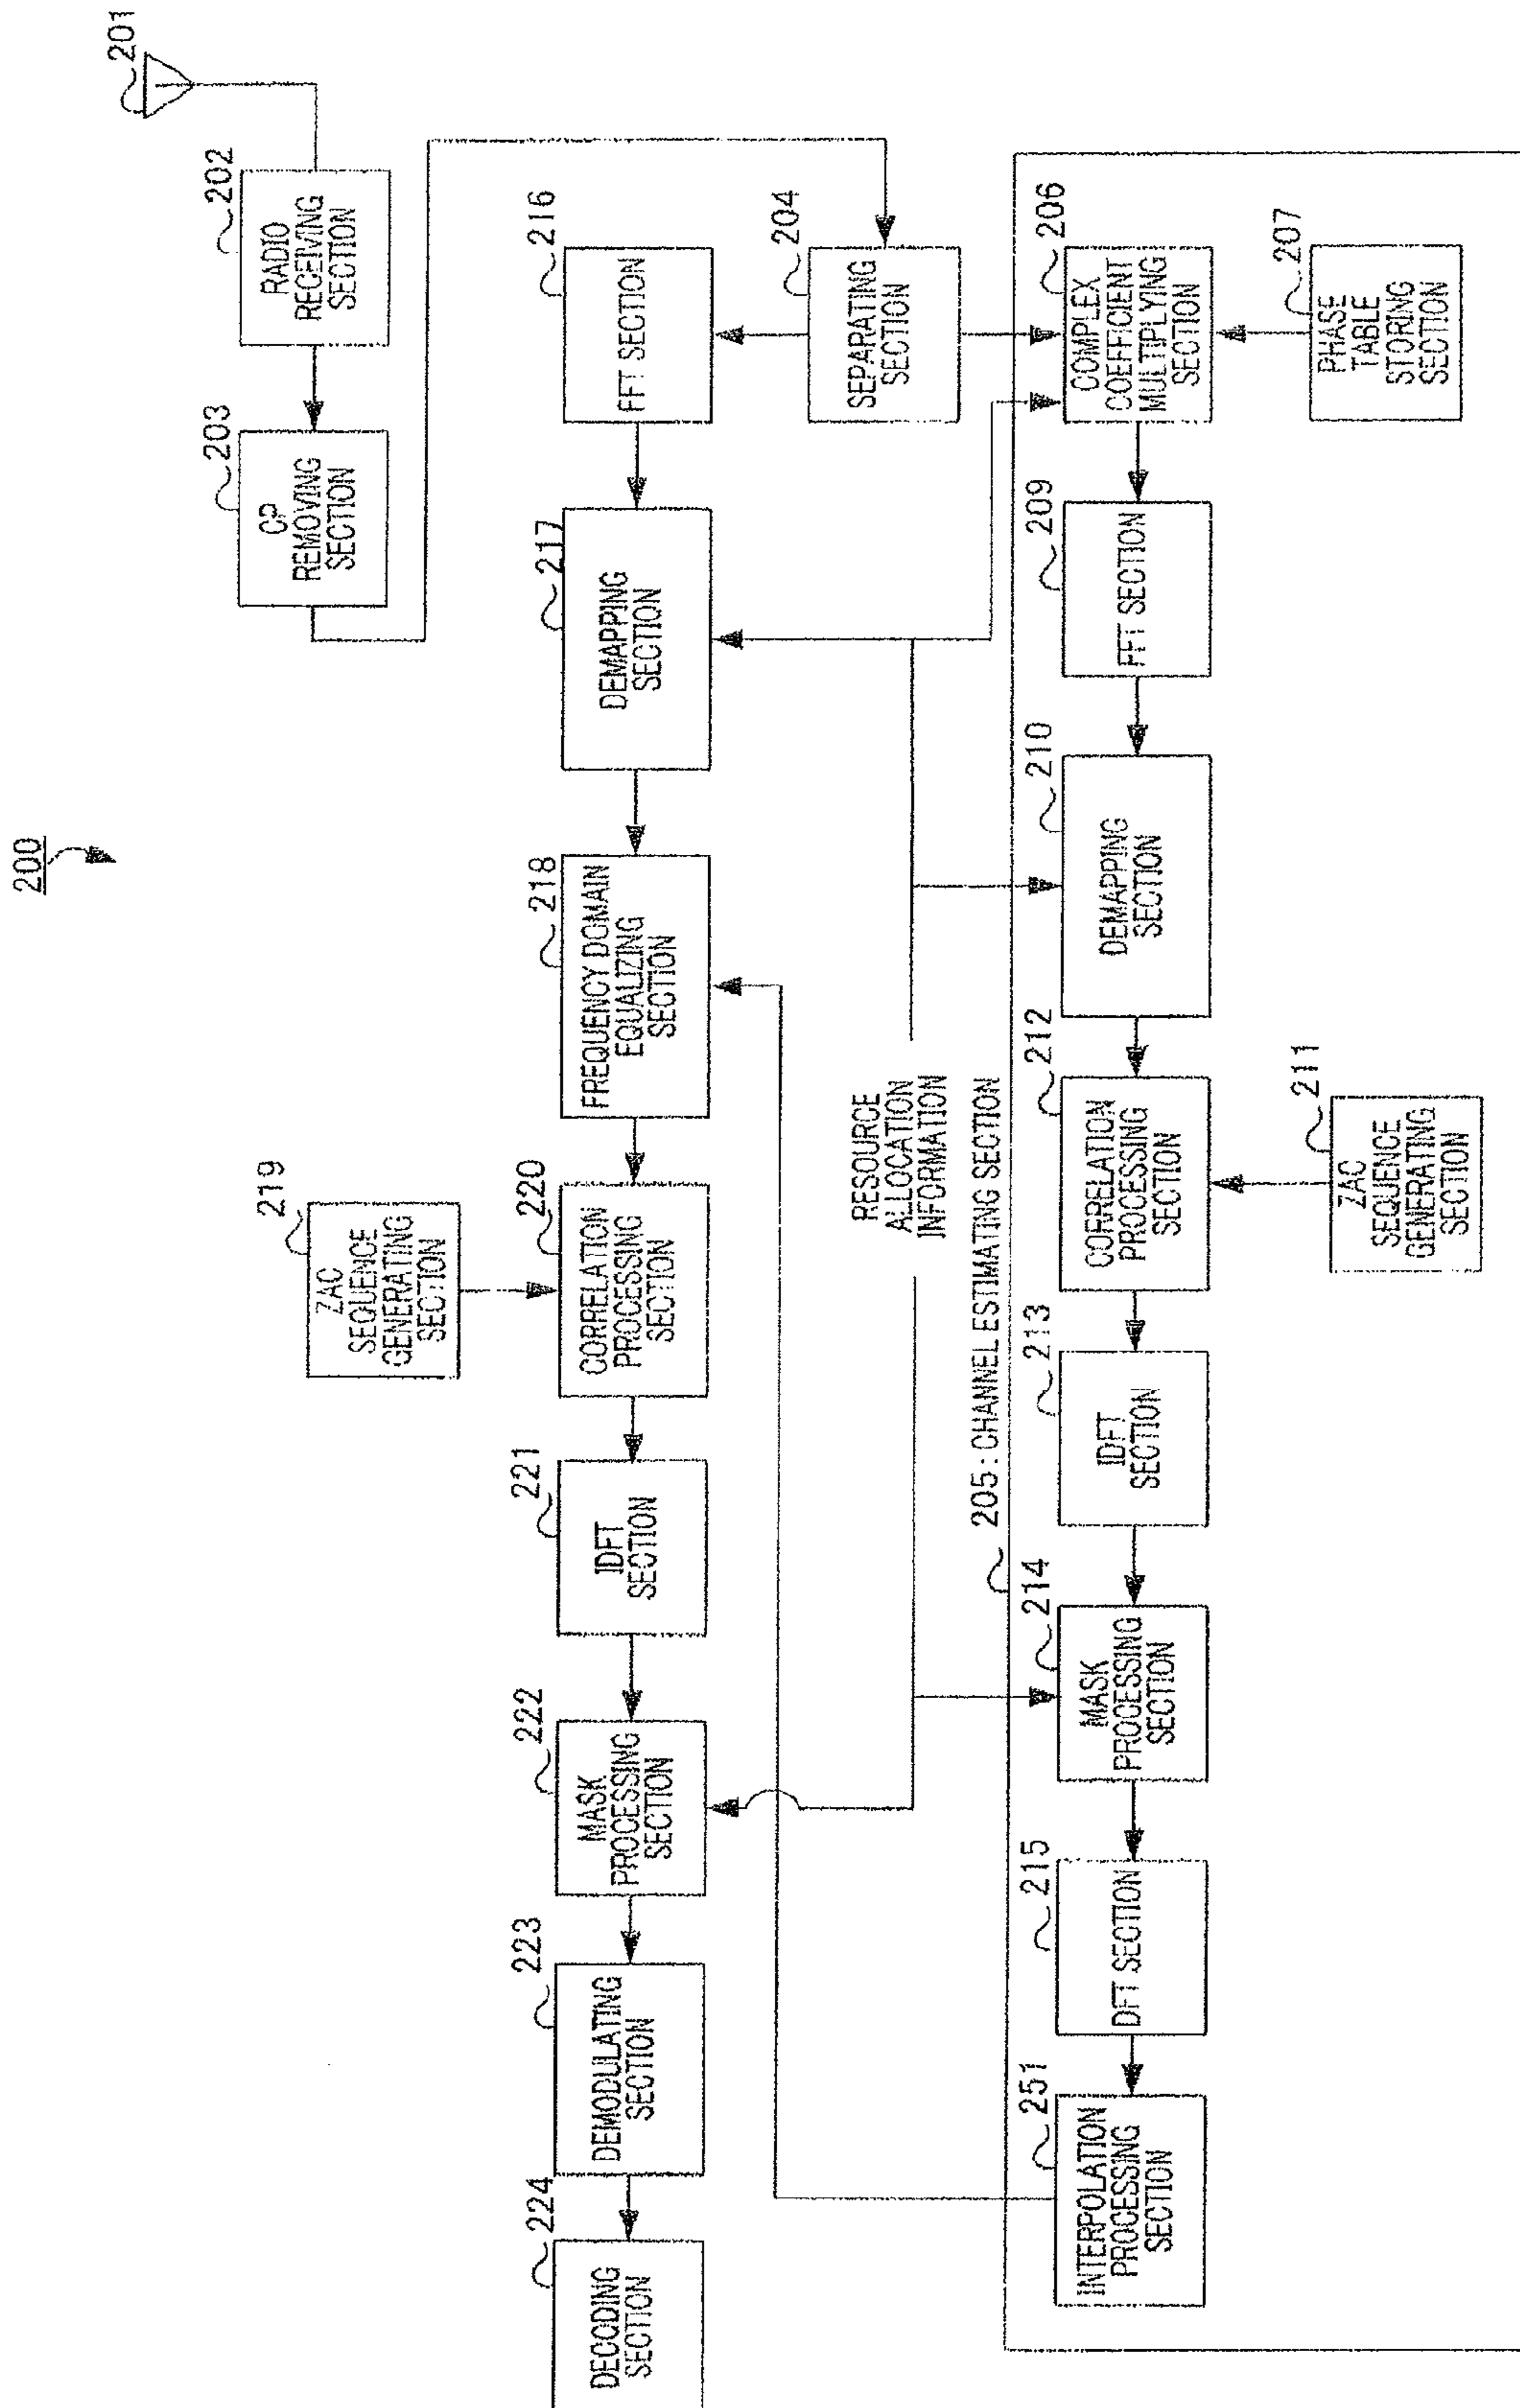 200
201
202
RADIO
RECEIVING
SECTION
203
CP
REMOVING
SECTION
216
FFT SECTION
204
SEPARATING
SECTION
206
COMPLEX
COEFFICIENT
MULTIPLYING
SECTION
207
PHASE
TABLE
STORING
SECTION
217
DEMAPPING
SECTION
209
FFT SECTION
210
DEMAPPING
SECTION
218
FREQUENCY DOMAIN
EQUALIZING
SECTION
RESOURCE
ALLOCATION
INFORMATION
205 : CHANNEL ESTIMATING SECTION
212
CORRELATION
PROCESSING
SECTION
211
ZAC
SEQUENCE
GENERATING
SECTION
219
ZAC
SEQUENCE
GENERATING
SECTION
220
CORRELATION
PROCESSING
SECTION
213
IDFT
SECTION
221
IDFT
SECTION
214
MASK
PROCESSING
SECTION
222
MASK
PROCESSING
SECTION
215
DFT SECTION
223
DEMODULATING
SECTION
251
INTERPOLATION
PROCESSING
SECTION
224
DECODING
SECTION